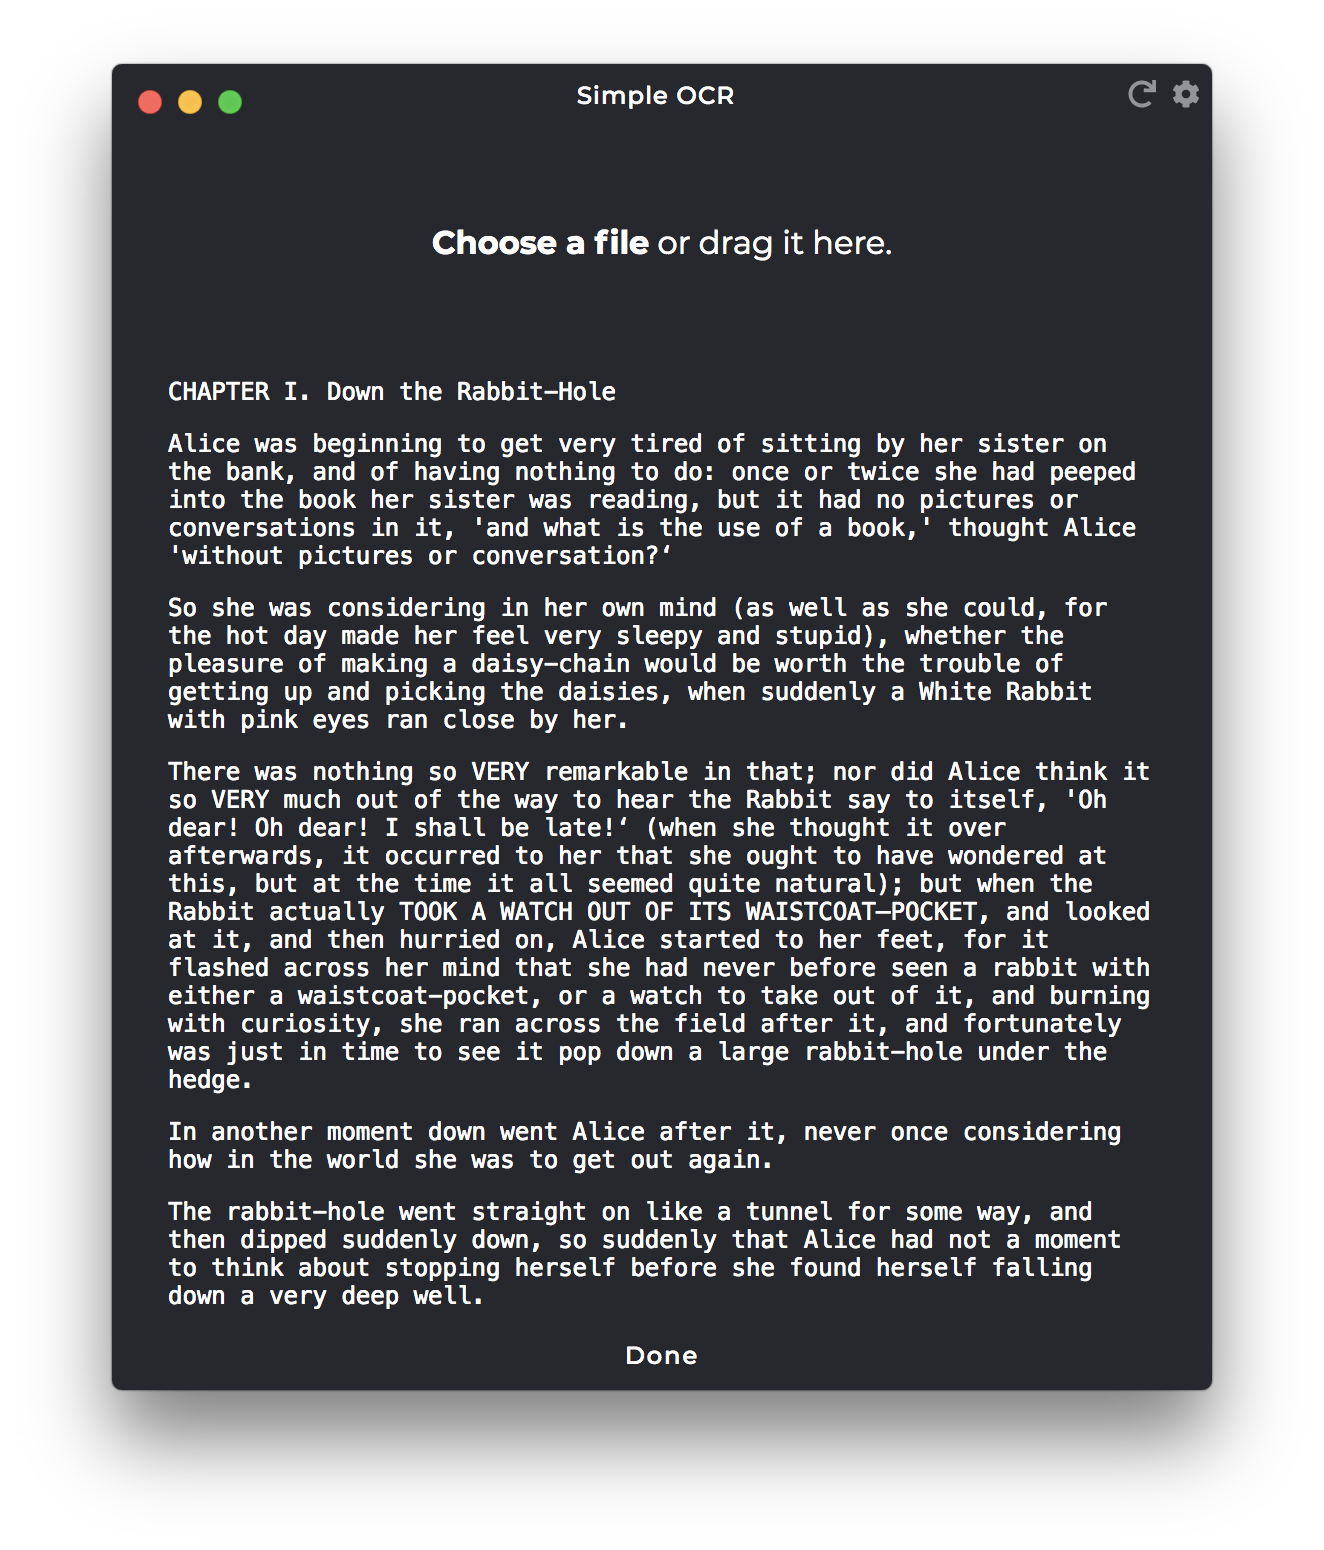 Simple OCR
Choose a file or drag it here.
CHAPTER I. Down the Rabbit-Hole
Alice was beginning to get very tired of sitting by her sister on
the bank, and of having nothing to do: once or twice she had peeped
into the book her sister was reading, but it had no pictures or
conversations in it, 'and what is the use of a book,' thought Alice
'without pictures or conversation?‘
So she was considering in her own mind (as well as she could, for
the hot day made her feel very sleepy and stupid), whether the
pleasure of making a daisy-chain would be worth the trouble of
getting up and picking the daisies, when suddenly a White Rabbit
with pink eyes ran close by her.
There was nothing so VERY remarkable in that; nor did Alice think it
so VERY much out of the way to hear the Rabbit say to itself, 'Oh
dear! Oh dear! I shall be late!‘ (when she thought it over
afterwards, it occurred to her that she ought to have wondered at
this, but at the time it all seemed quite natural); but when the
Rabbit actually TOOK A WATCH OUT OF ITS WAISTCOAT-POCKET, and looked
at it, and then hurried on, Alice started to her feet, for it
flashed across her mind that she had never before seen a rabbit with
either a waistcoat-pocket, or a watch to take out of it, and burning
with curiosity, she ran across the field after it, and fortunately
was just in time to see it pop down a large rabbit-hole under the
hedge.
In another moment down went Alice after it, never once considering
how in the world she was to get out again.
The rabbit-hole went straight on like a tunnel for some way, and
then dipped suddenly down, so suddenly that Alice had not a moment
to think about stopping herself before she found herself falling
down a very deep well.
Done